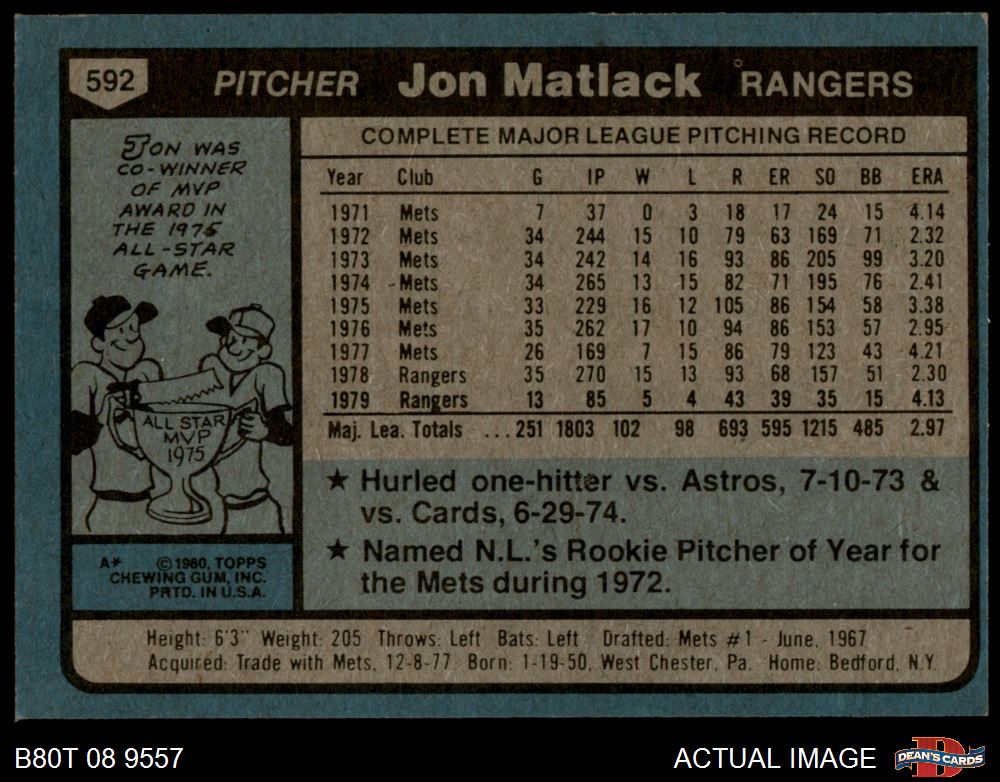 592 PITCHER Jon Matlack RANGERS
JON WAS
CO-WINNER
OF MVP
AWARD IN
THE 1975
ALL-STAR
GAME.
ALL STAR
MVP
1975
A* ©1980, TOPPS
CHEWING GUM, INC.
PRTD. IN U.S.A.
COMPLETE MAJOR LEAGUE PITCHING RECORD
Year Club G IP W L R ER SO BB ERA
1971 Mets 7 37 0 3 18 17 24 15 4.14
1972 Mets 34 244 15 10 79 63 169 71 2.32
1973 Mets 34 242 14 16 93 86 205 99 3.20
1974 Mets 34 265 13 15 82 71 195 76 2.41
1975 Mets 33 229 16 12 105 86 154 58 3.38
1976 Mets 35 262 17 10 94 86 153 57 2.95
1977 Mets 26 169 7 15 86 79 123 43 4.21
1978 Rangers 35 270 15 13 93 68 157 51 2.30
1979 Rangers 13 85 5 4 43 39 35 15 4.13
Maj. Lea. Totals ...251 1803 102 98 693 595 1215 485 2.97
★ Hurled one-hitter vs. Astros, 7-10-73 &
vs. Cards, 6-29-74.
★ Named N.L.'s Rookie Pitcher of Year for
the Mets during 1972.
Height: 6'3" Weight: 205 Throws: Left Bats: Left Drafted: Mets #1 - June, 1967
Acquired: Trade with Mets, 12-8-77 Born: 1-19-50, West Chester, Pa. Home: Bedford, N.Y.
B80T 08 9557 ACTUAL IMAGE DEAN'S CARDS